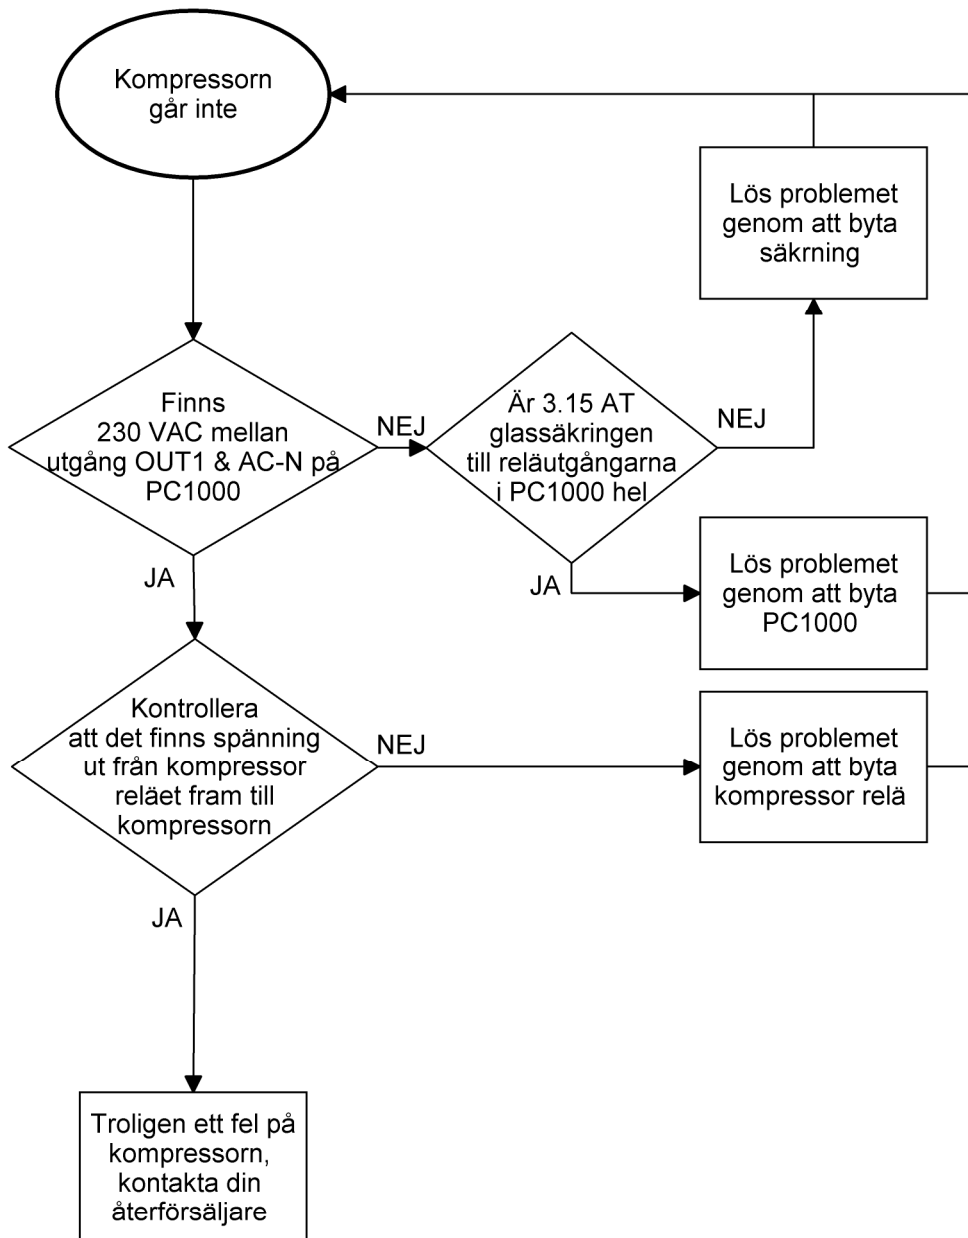 Kompressorn
går inte
Lös problemet
genom att byta
säkrning
Finns
230 VAC mellan
utgång OUT1 & AC-N på
PC1000
NEJ
Är 3.15 AT
glassäkringen
till reläutgångarna
i PC1000 hel
NEJ
JA
JA
Lös problemet
genom att byta
PC1000
Kontrollera
att det finns spänning
ut från kompressor
reläet fram till
kompressorn
NEJ
Lös problemet
genom att byta
kompressor relä
JA
Troligen ett fel på
kompressorn,
kontakta din
återförsäljare